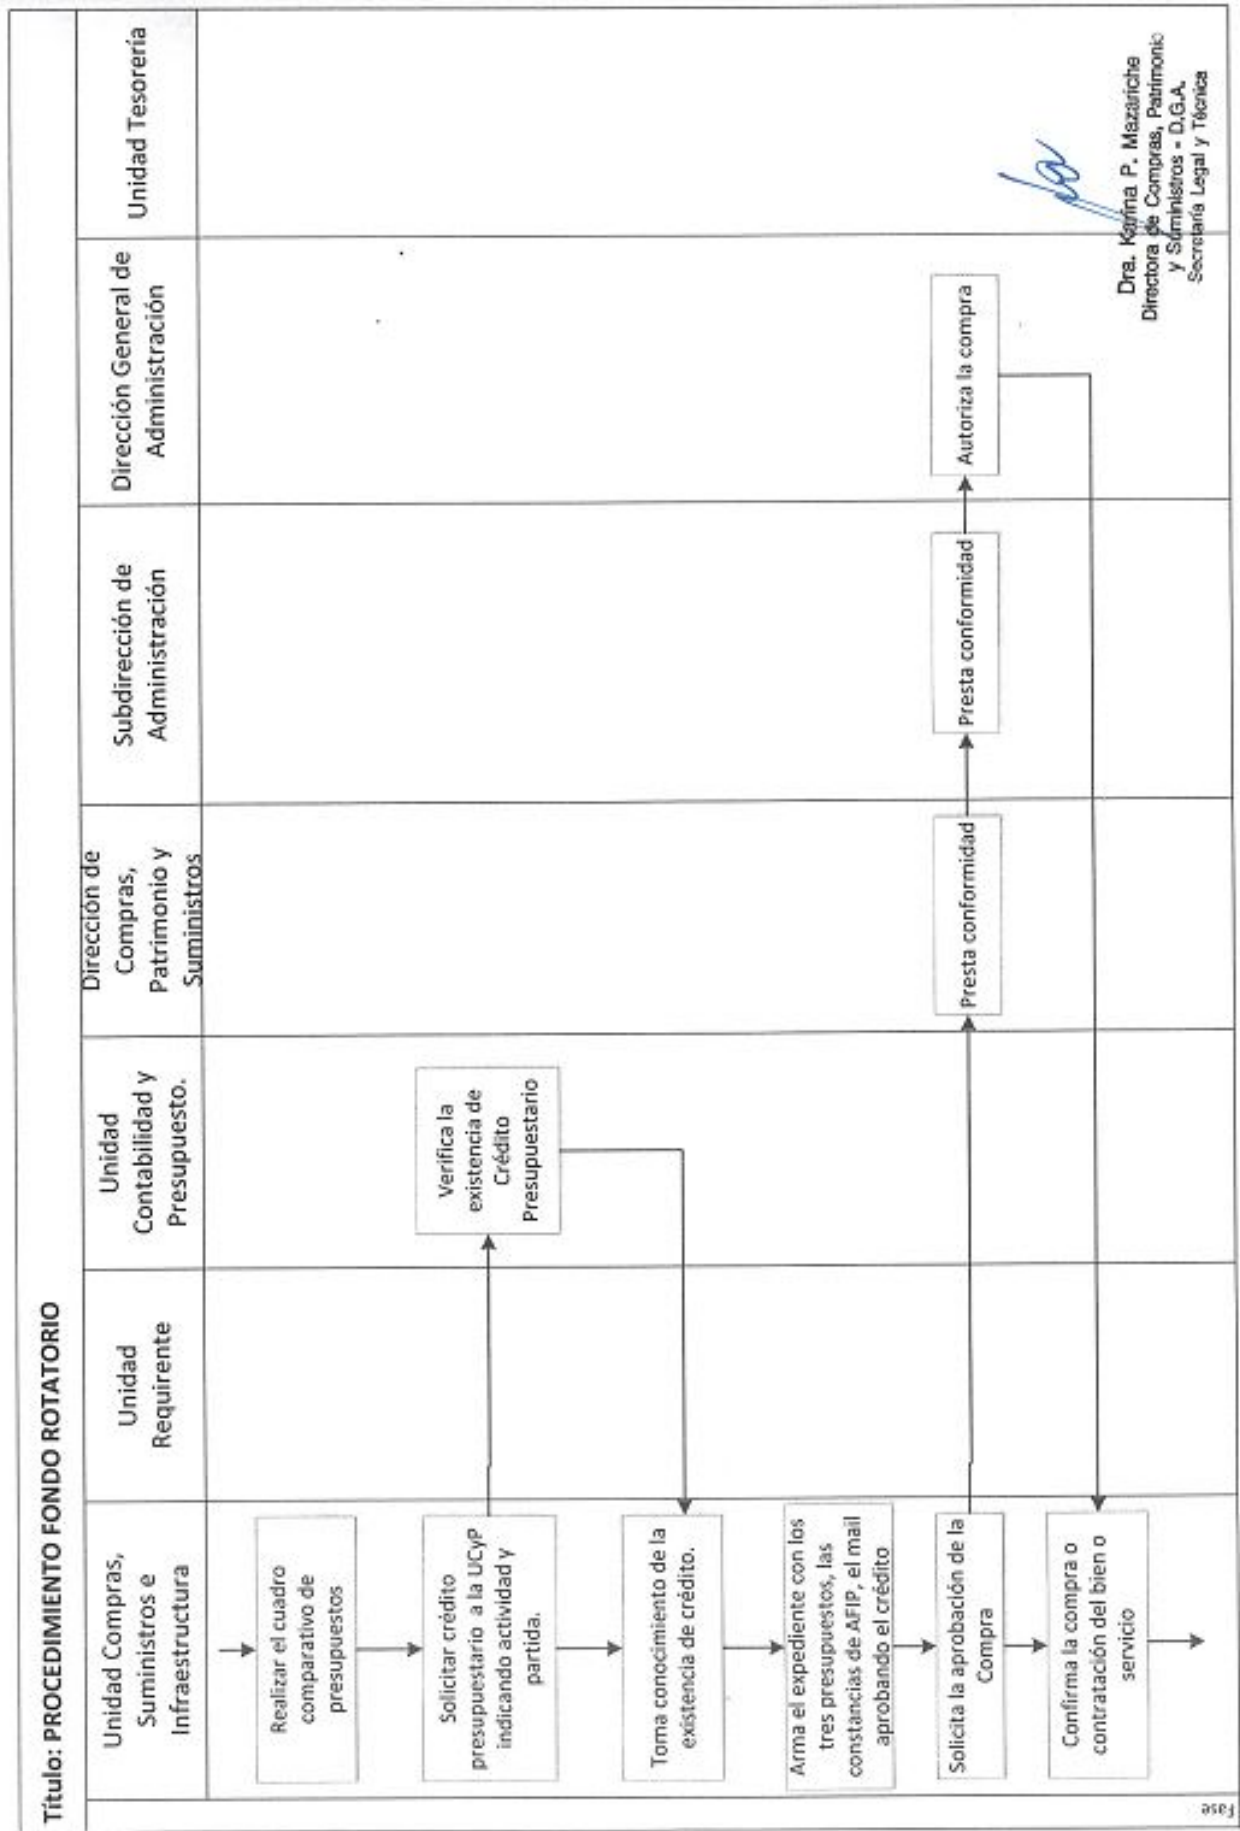 Título: PROCEDIMIENTO FONDO ROTATORIO
Unidad Compras,
Suministros e
Infraestructura
Unidad
Requirente
Unidad
Contabilidad y
Presupuesto.
Dirección de
Compras,
Patrimonio y
Suministros
Subdirección de
Administración
Dirección General de
Administración
Unidad Tesorería
Realizar el cuadro
comparativo de
presupuestos
Solicitar crédito
presupuestario a la UCyP
indicando actividad y
partida.
Verifica la
existencia de
Crédito
Presupuestario
Toma conocimiento de la
existencia de crédito.
Arma el expediente con los
tres presupuestos, las
constancias de AFIP, el mail
aprobando el crédito
Solicita la aprobación de la
Compra
Presta conformidad
Presta conformidad
Autoriza la compra
Confirma la compra o
contratación del bien o
servicio
Fase
Dra. Karina P. Mazariche
Directora de Compras, Patrimonio
y Suministros - D.G.A.
Secretaría Legal y Técnica